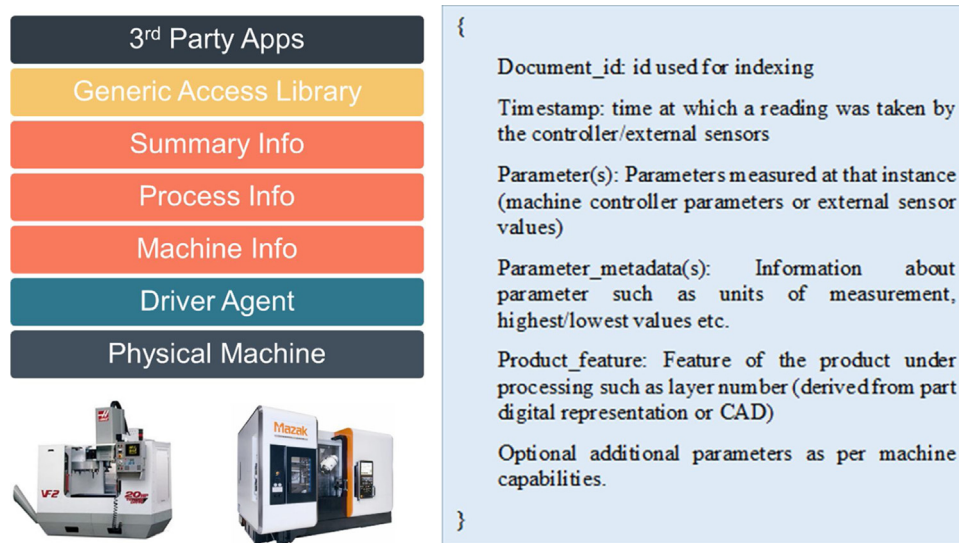 3rd Party Apps
Generic Access Library
Summary Info
Process Info
Machine Info
Driver Agent
Physical Machine
VF2
Mazak
{
Document_id: id used for indexing
Timestamp: time at which a reading was taken by
the controller/external sensors
Parameter(s): Parameters measured at that instance
(machine controller parameters or external sensor
values)
Parameter_metadata(s): Information about
parameter such as units of measurement,
highest/lowest values etc.
Product_feature: Feature of the product under
processing such as layer number (derived from part
digital representation or CAD)
Optional additional parameters as per machine
capabilities.
}